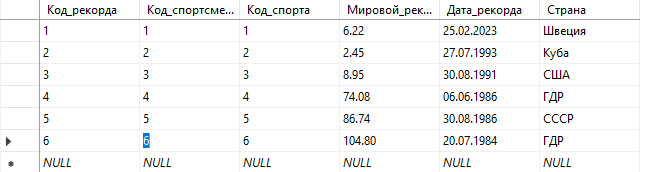 Код_рекорда Код_спортсме... Код_спорта Мировой_рек... Дата_рекорда Страна
1 1 1 6.22 25.02.2023 Швеция
2 2 2 2.45 27.07.1993 Куба
3 3 3 8.95 30.08.1991 США
4 4 4 74.08 06.06.1986 ГДР
5 5 5 86.74 30.08.1986 СССР
6 6 6 104.80 20.07.1984 ГДР
NULL NULL NULL NULL NULL NULL